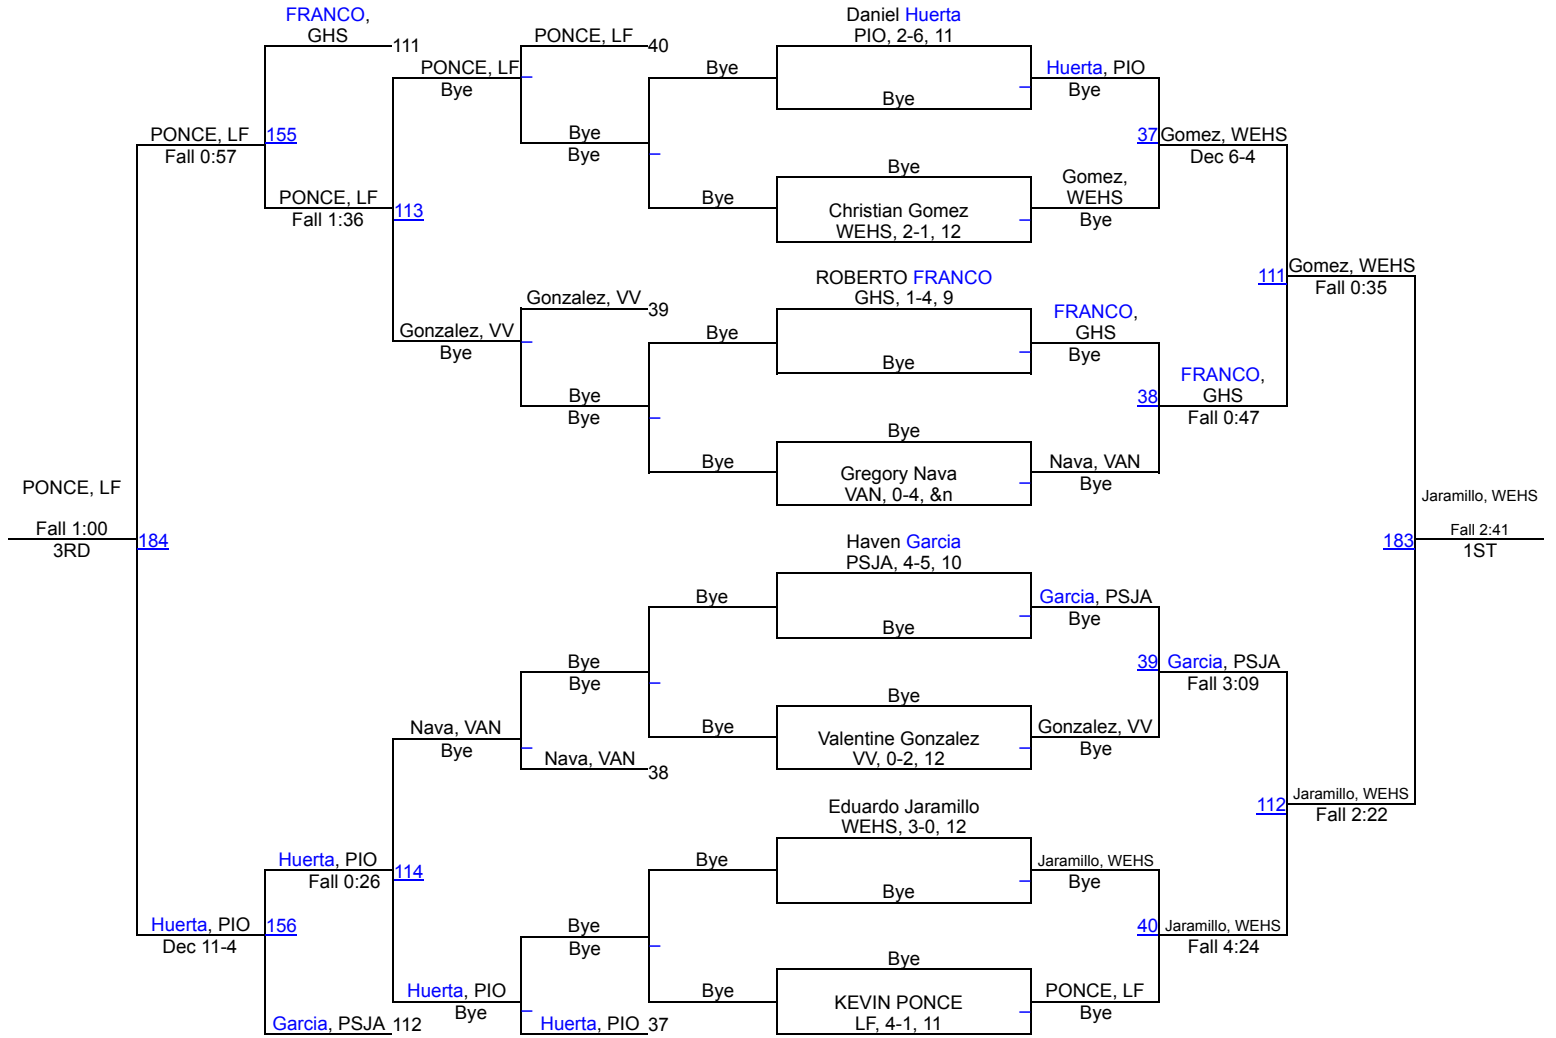 FRANCO,
GHS
111
PONCE, LF
40
Daniel Huerta
PIO, 2-6, 11
PONCE, LF
Bye
Bye
Bye
Huerta, PIO
Bye
PONCE, LF
Fall 0:57
155
Bye
Bye
37
Gomez, WEHS
Dec 6-4
PONCE, LF
Fall 1:36
113
Bye
Bye
Christian Gomez
WEHS, 2-1, 12
Gomez,
WEHS
Bye
ROBERTO FRANCO
GHS, 1-4, 9
111
Gomez, WEHS
Fall 0:35
Gonzalez, VV
39
Gonzalez, VV
Bye
Bye
Bye
FRANCO,
GHS
Bye
Bye
Bye
38
FRANCO,
GHS
Fall 0:47
Bye
Bye
Gregory Nava
VAN, 0-4, &n
Nava, VAN
Bye
PONCE, LF
Fall 1:00
3RD
184
183
Jaramillo, WEHS
Fall 2:41
1ST
Haven Garcia
PSJA, 4-5, 10
Bye
Bye
Garcia, PSJA
Bye
Bye
Bye
39
Garcia, PSJA
Fall 3:09
Nava, VAN
Bye
Nava, VAN
38
Bye
Bye
Valentine Gonzalez
VV, 0-2, 12
Gonzalez, VV
Bye
Eduardo Jaramillo
WEHS, 3-0, 12
112
Jaramillo, WEHS
Fall 2:22
Huerta, PIO
Fall 0:26
114
Bye
Bye
Jaramillo, WEHS
Bye
Huerta, PIO
Dec 11-4
156
Bye
Bye
40
Jaramillo, WEHS
Fall 4:24
Huerta, PIO
Bye
Bye
Bye
KEVIN PONCE
LF, 4-1, 11
PONCE, LF
Bye
Garcia, PSJA
112
Huerta, PIO
37